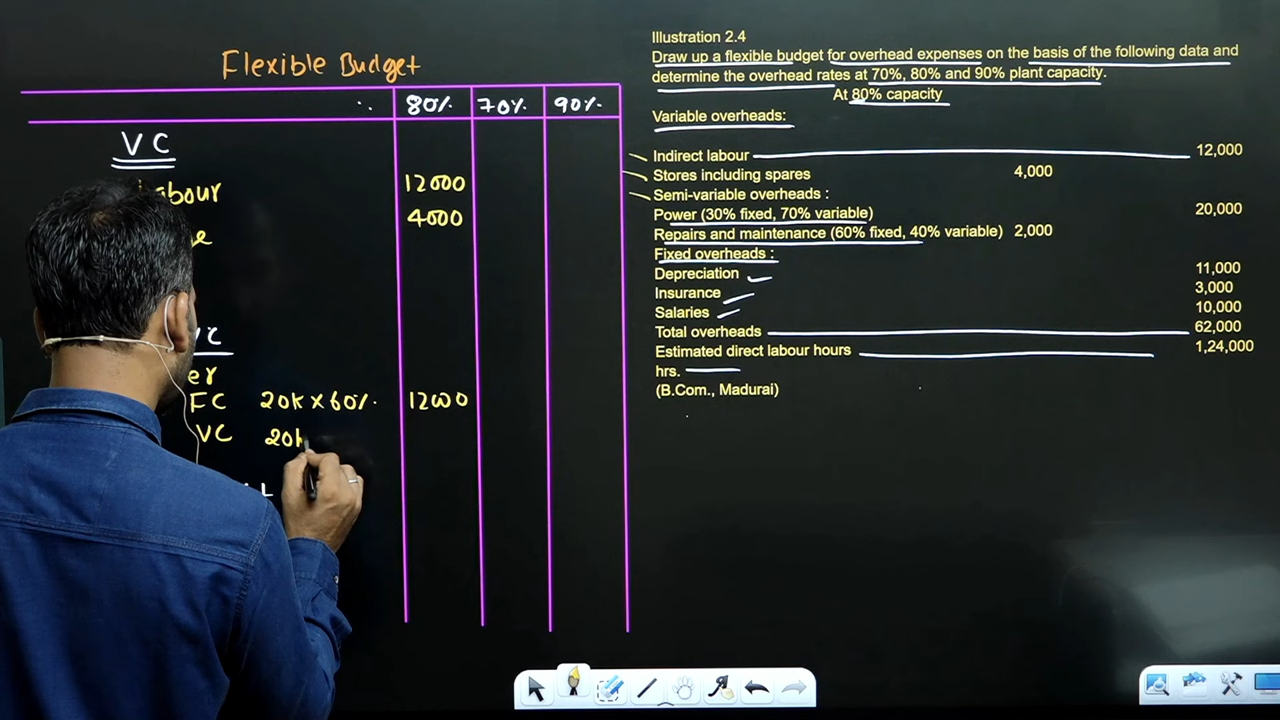 Flexible Budget
80% 70% 90%
VC
Labour 12000
4000
VC
er
FC 20K x 60% 12000
VC 20K
Illustration 2.4
Draw up a flexible budget for overhead expenses on the basis of the following data and
determine the overhead rates at 70%, 80% and 90% plant capacity.
At 80% capacity
Variable overheads:
Indirect labour 12,000
Stores including spares 4,000
Semi-variable overheads :
Power (30% fixed, 70% variable) 20,000
Repairs and maintenance (60% fixed, 40% variable) 2,000
Fixed overheads :
Depreciation 11,000
Insurance 3,000
Salaries 10,000
Total overheads 62,000
Estimated direct labour hours 1,24,000
hrs.
(B.Com., Madurai)